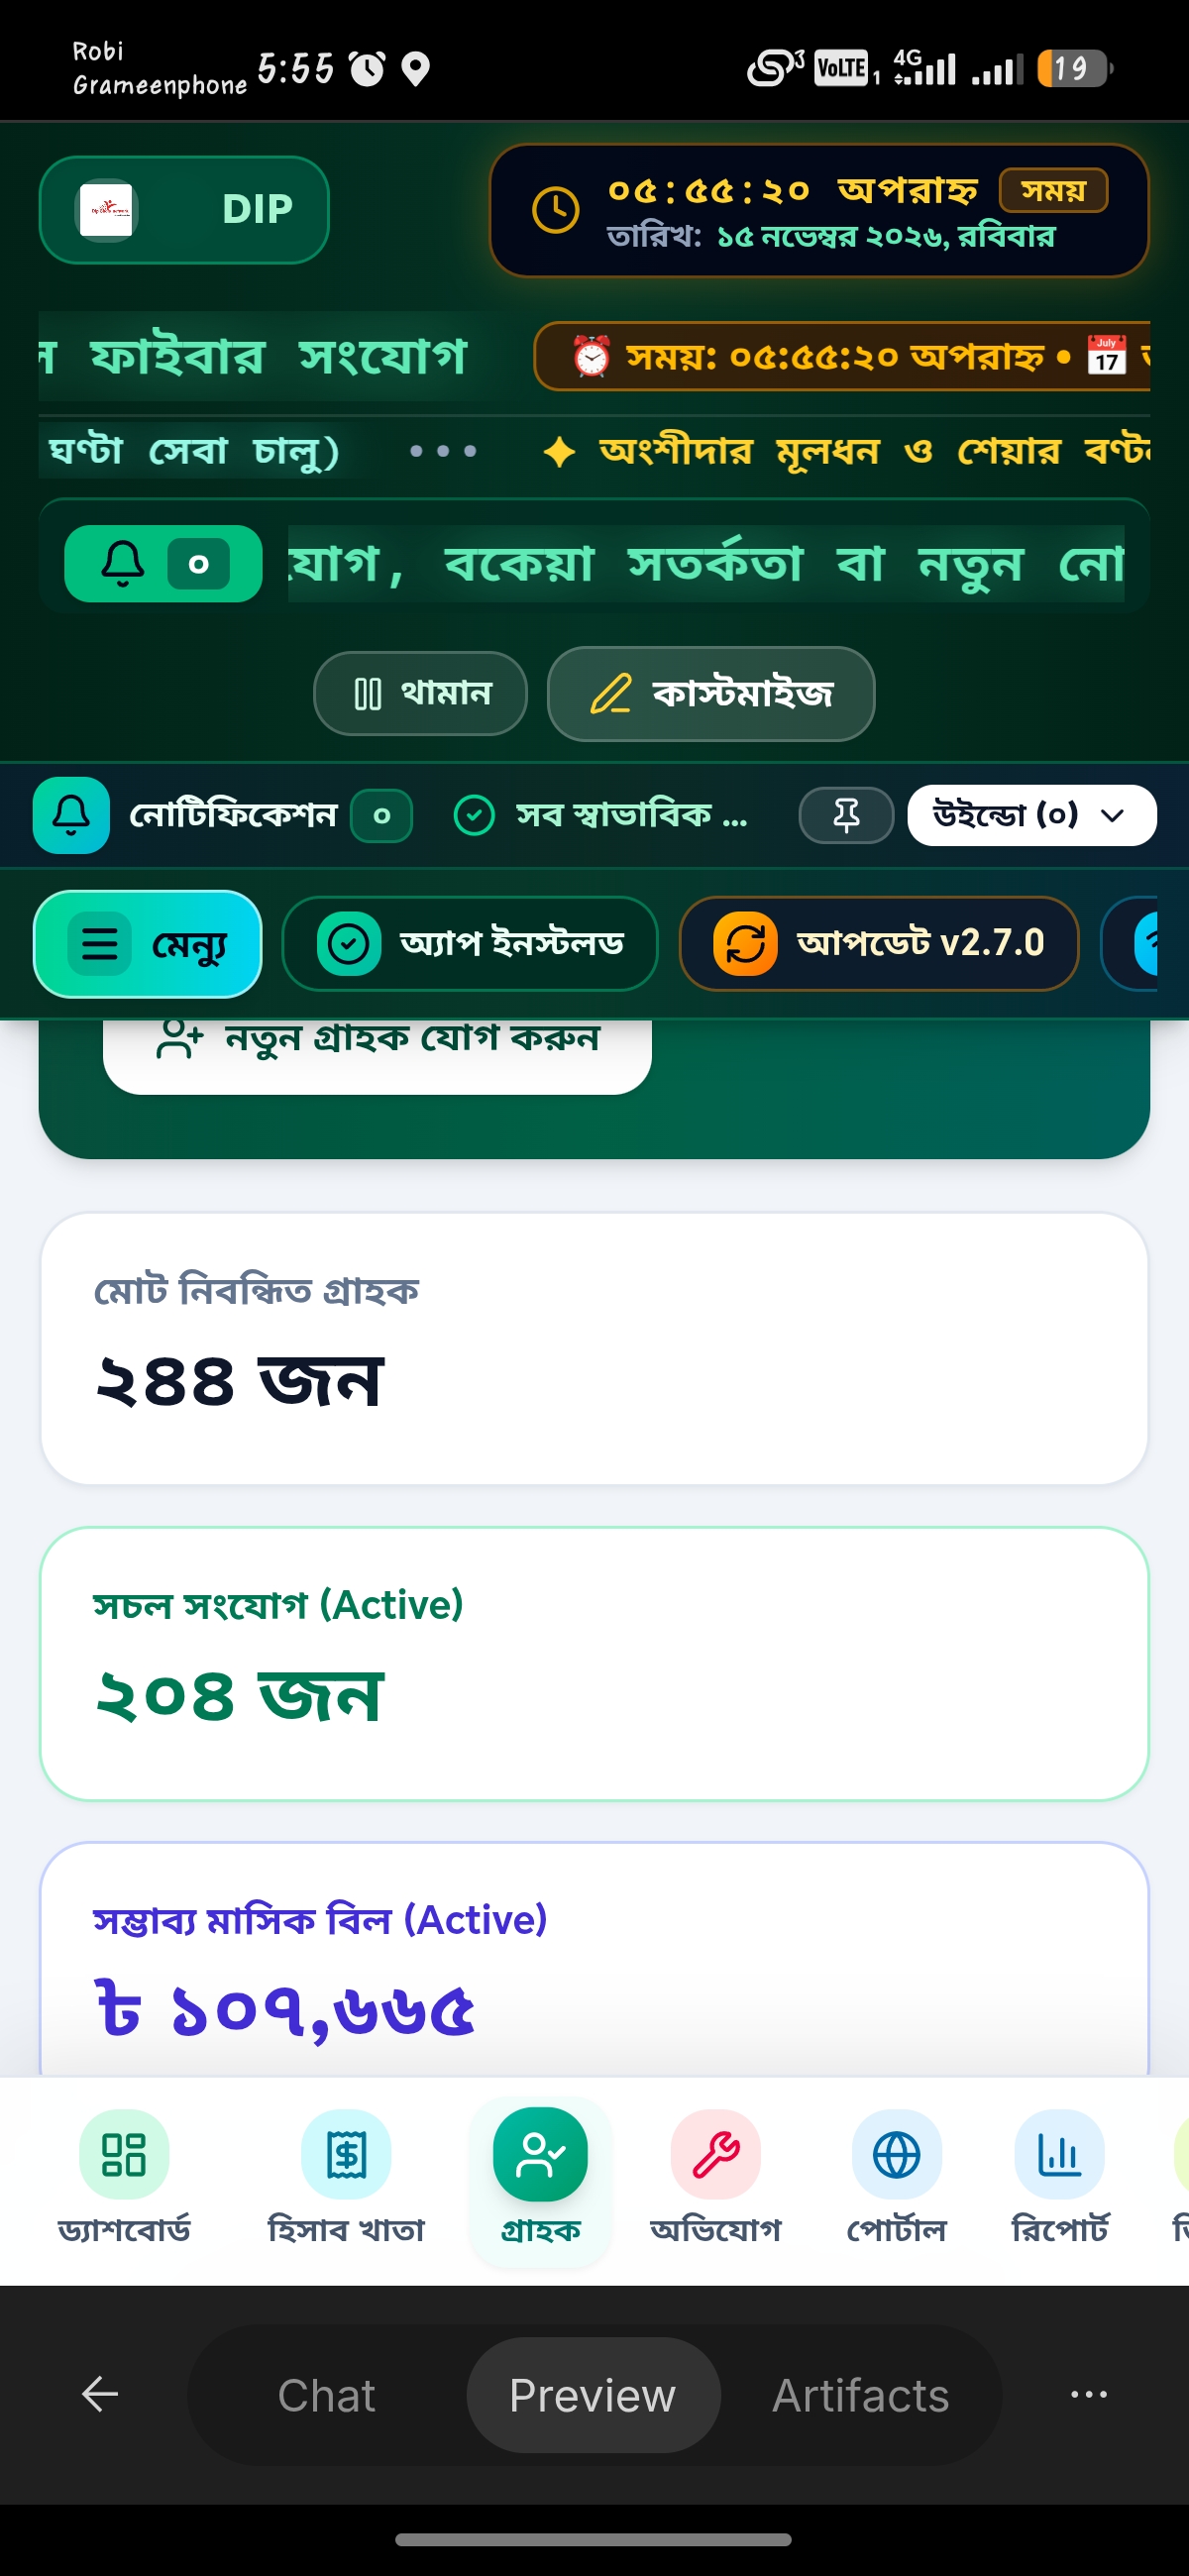 Robi
Grameenphone 5:55
3 VoLTE 1 4G 19
DIP
০৫:৫৫:২০ অপরাহ্ন সময়
তারিখ: ১৫ নভেম্বর ২০২৬, রবিবার
ফাইবার সংযোগ ⏰ সময়: ০৫:৫৫:২০ অপরাহ্ন • 📅
ঘণ্টা সেবা চালু) ••• ✦ অংশীদার মূলধন ও শেয়ার
০ বকেয়া সতর্কতা বা নতুন
থামান কাস্টমাইজ
নোটিফিকেশন ০ সব স্বাভাবিক ... উইন্ডো (০)
মেন্যু অ্যাপ ইনস্টলড আপডেট v2.7.0
নতুন গ্রাহক যোগ করুন
মোট নিবন্ধিত গ্রাহক
২৪৪ জন
সচল সংযোগ (Active)
২০৪ জন
সম্ভাব্য মাসিক বিল (Active)
৳ ১০৭,৬৬৫
ড্যাশবোর্ড হিসাব খাতা গ্রাহক অভিযোগ পোর্টাল রিপোর্ট
Chat Preview Artifacts